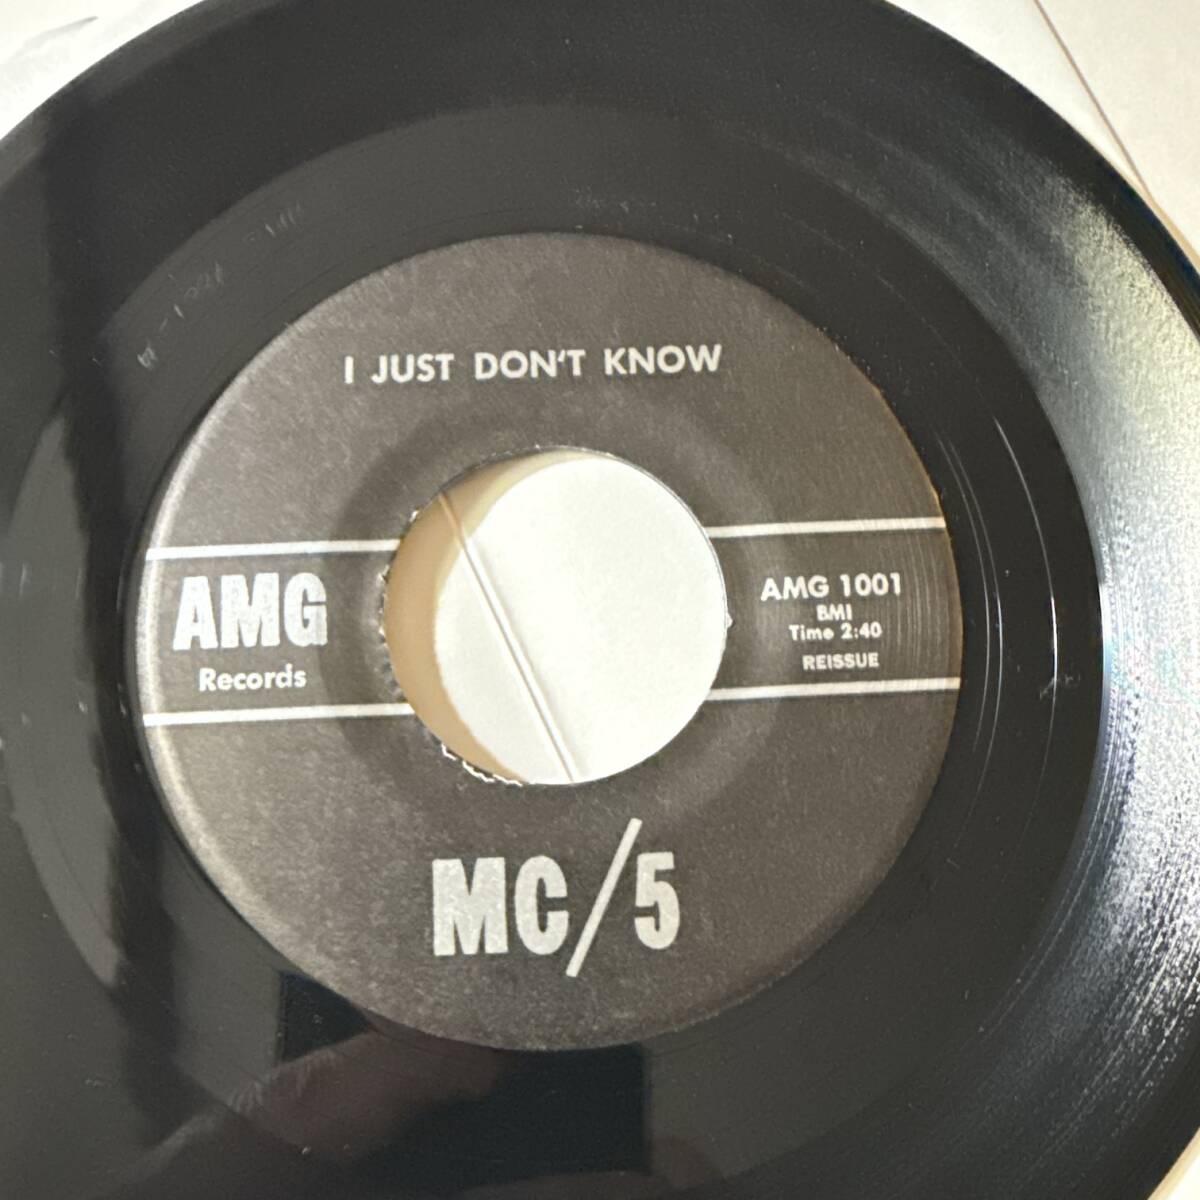 I JUST DON'T KNOW
AMG
Records
AMG 1001
BMI
Time 2:40
REISSUE
MC/5